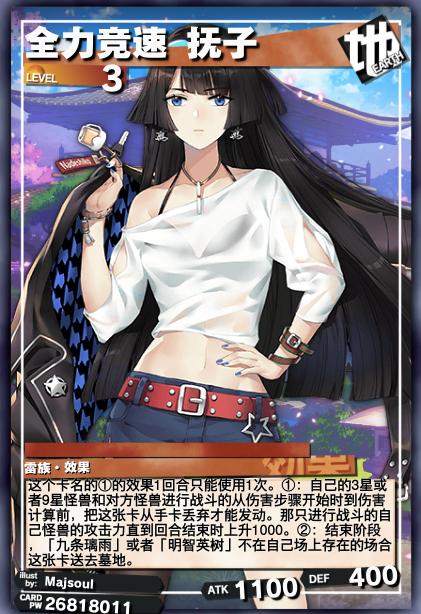 全力竞速 抚子
地
EARTH
LEVEL
3
Nadeshiko
雷族・效果
这个卡名的①的效果1回合只能使用1次。①：自己的3星或
者9星怪兽和对方怪兽进行战斗的从伤害步骤开始时到伤害
计算前，把这张卡从手卡丢弃才能发动。那只进行战斗的自
己怪兽的攻击力直到回合结束时上升1000。②：结束阶段
，「九条璃雨」或者「明智英树」不在自己场上存在的场合
这张卡送去墓地。
illust by: Majsoul
ATK 1100 DEF 400
CARD PW 26818011